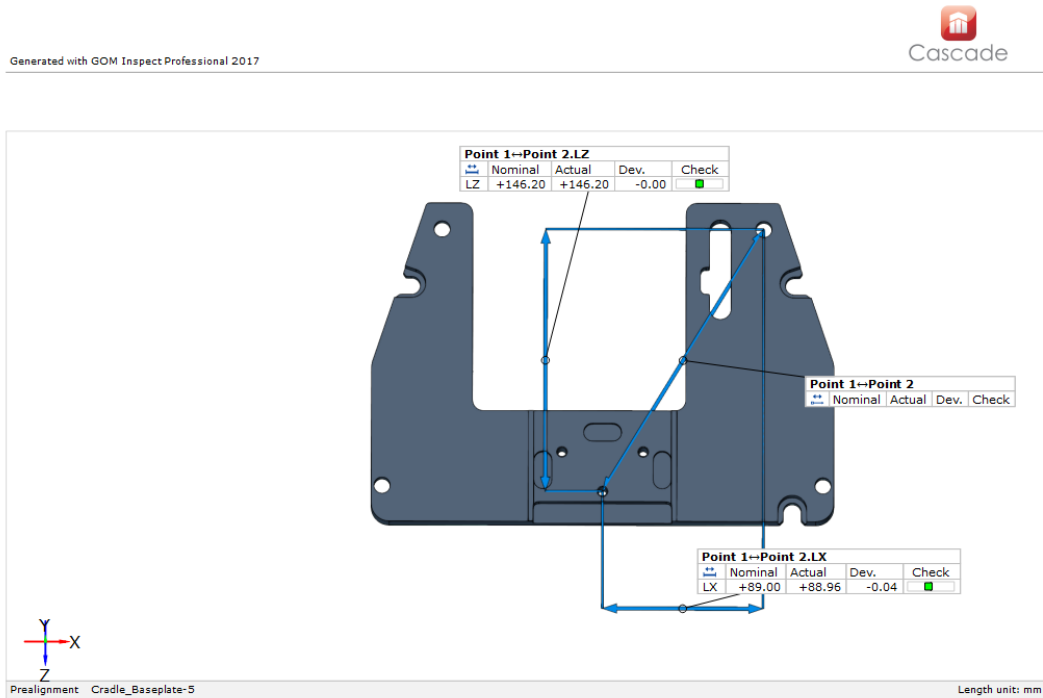 Cascade
Generated with GOM Inspect Professional 2017
Point 1↔Point 2.LZ
Nominal Actual Dev. Check
LZ +146.20 +146.20 -0.00
Point 1↔Point 2
Nominal Actual Dev. Check
Point 1↔Point 2.LX
Nominal Actual Dev. Check
LX +89.00 +88.96 -0.04
Y
X
Z
Prealignment Cradle_Baseplate-5 Length unit: mm